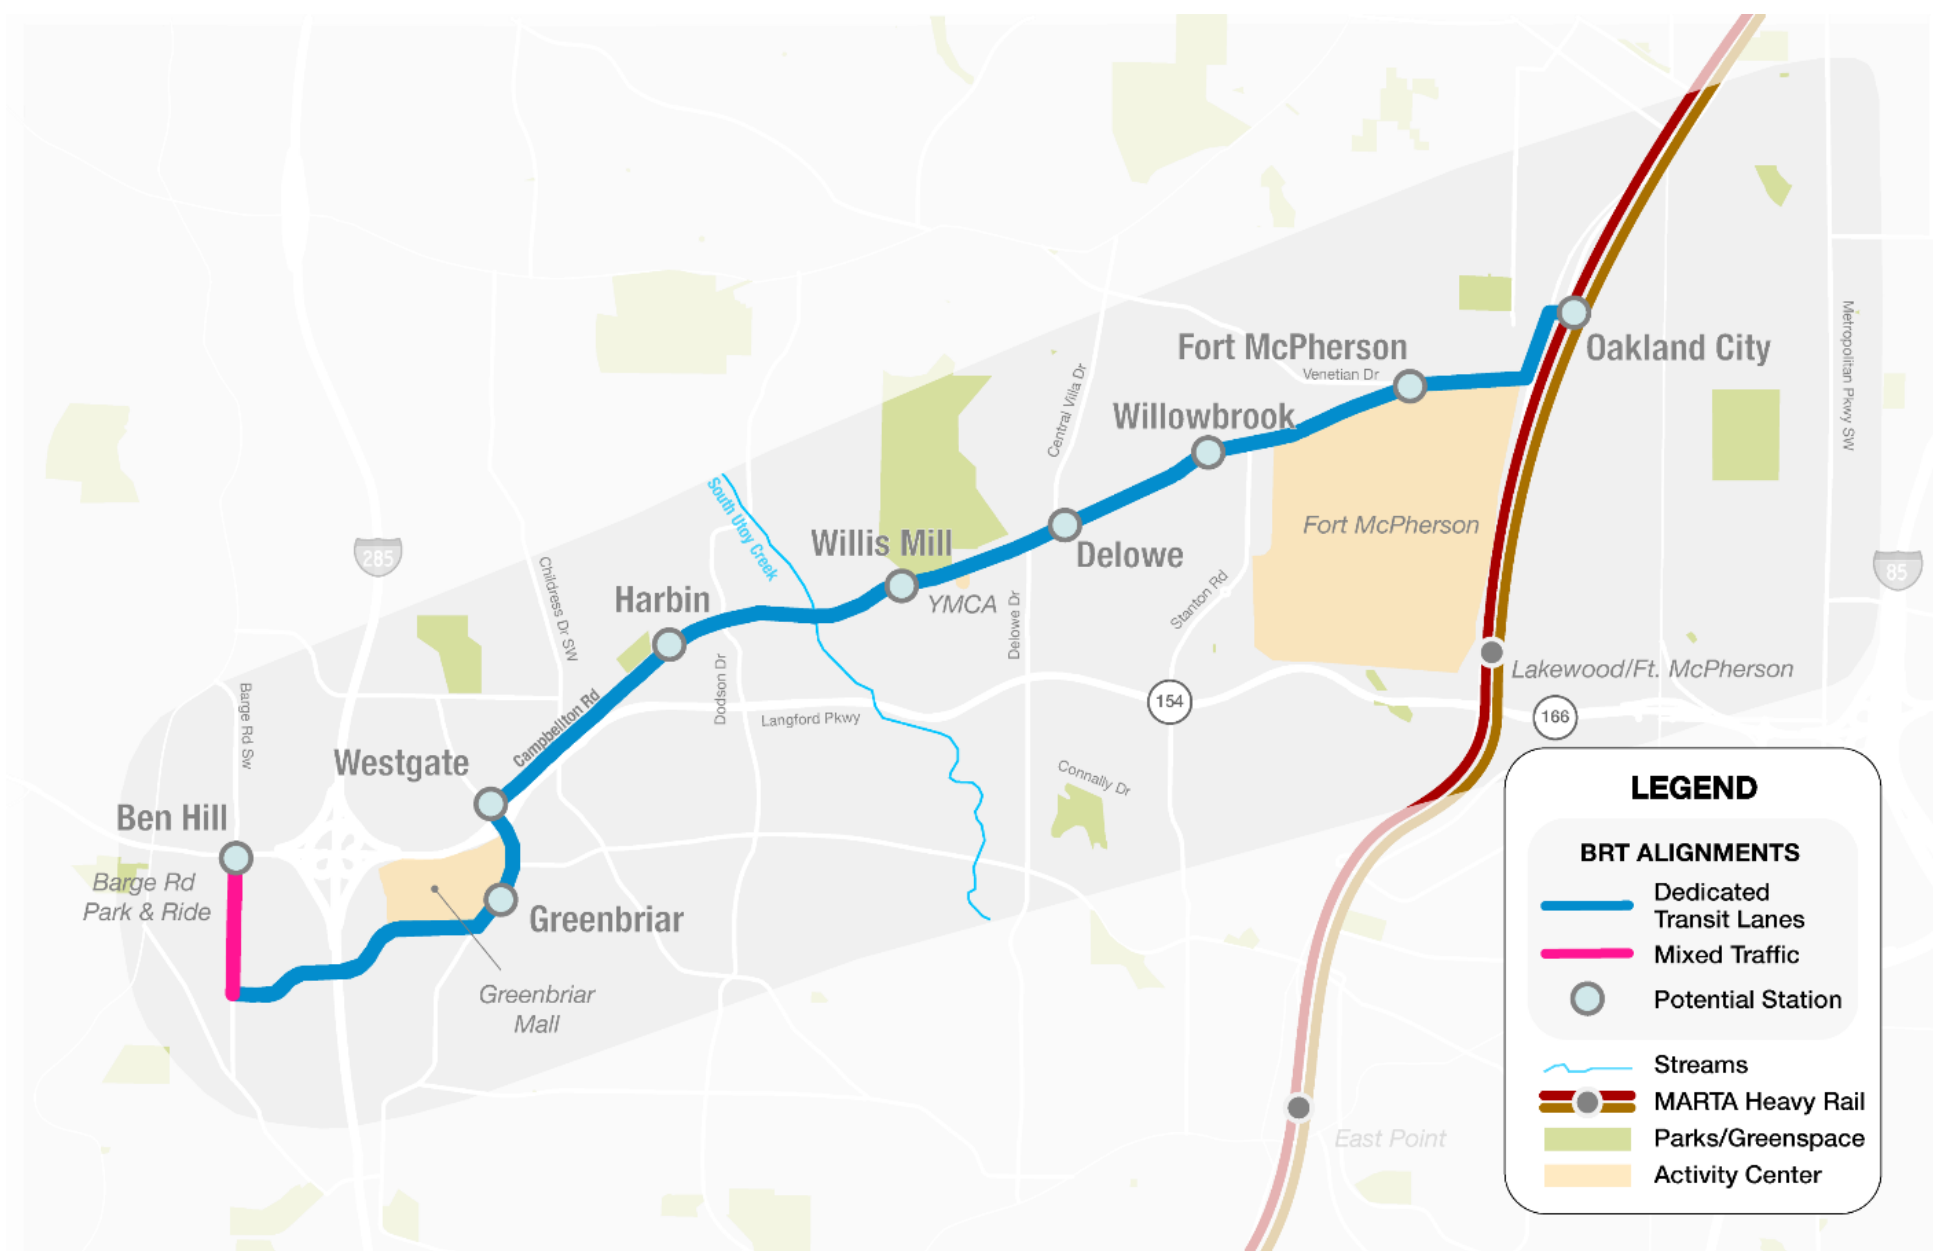 Fort McPherson
Venetian Dr
Oakland City
Metropolitan Pkwy SW
Willowbrook
Central Villa Dr
South Utoy Creek
Fort McPherson
Willis Mill
Delowe
285
85
Childress Dr SW
Harbin
YMCA
Delowe Dr
Stanton Rd
Dodson Dr
Lakewood/Ft. McPherson
Barge Rd Sw
Campbellton Rd
Langford Pkwy
154
166
Westgate
Connally Dr
Ben Hill
Barge Rd
Park & Ride
Greenbriar
Greenbriar
Mall
East Point
LEGEND
BRT ALIGNMENTS
Dedicated
Transit Lanes
Mixed Traffic
Potential Station
Streams
MARTA Heavy Rail
Parks/Greenspace
Activity Center